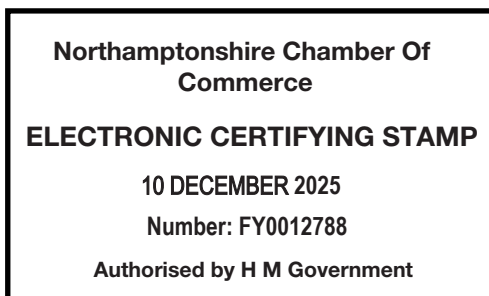 Northamptonshire Chamber Of
Commerce
ELECTRONIC CERTIFYING STAMP
10 DECEMBER 2025
Number: FY0012788
Authorised by H M Government